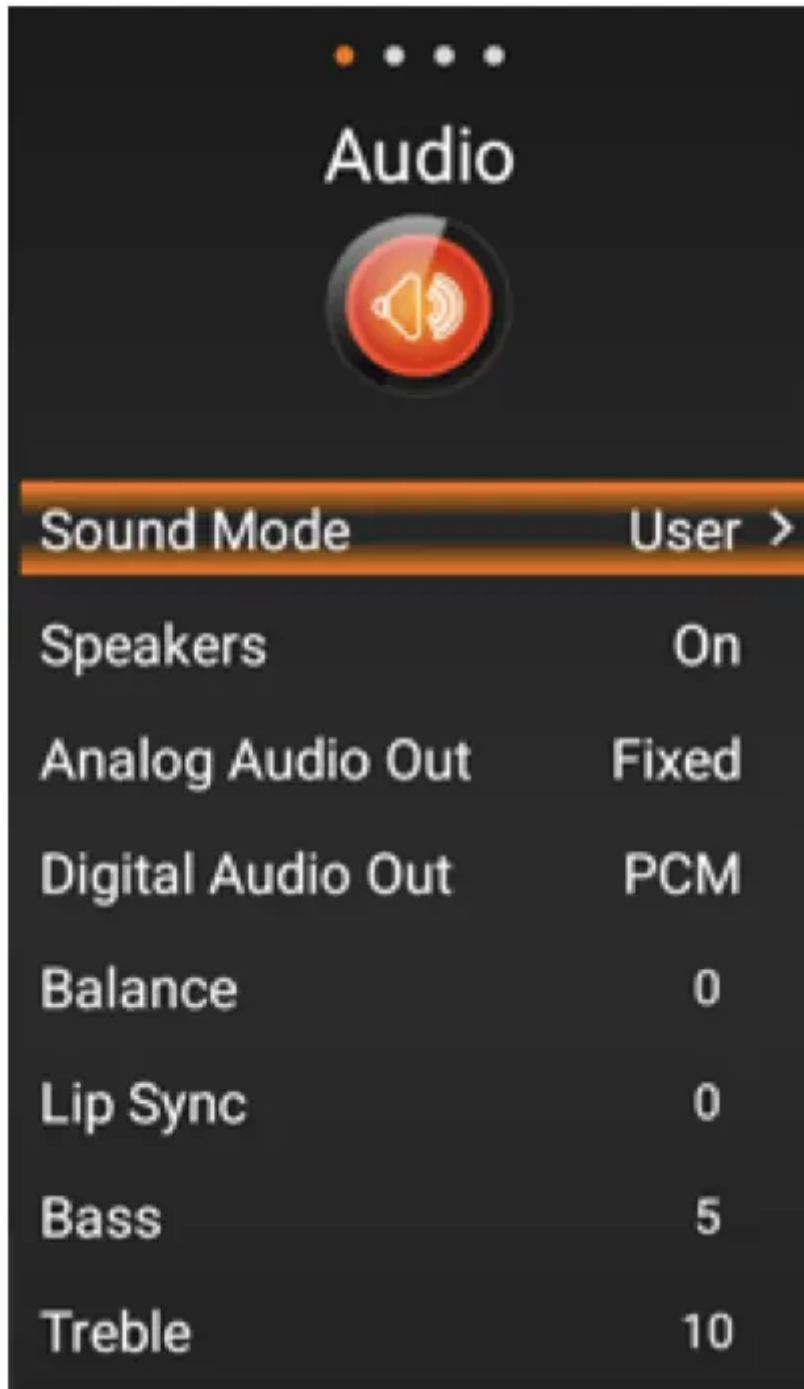 Audio
Sound Mode User >
Speakers On
Analog Audio Out Fixed
Digital Audio Out PCM
Balance 0
Lip Sync 0
Bass 5
Treble 10